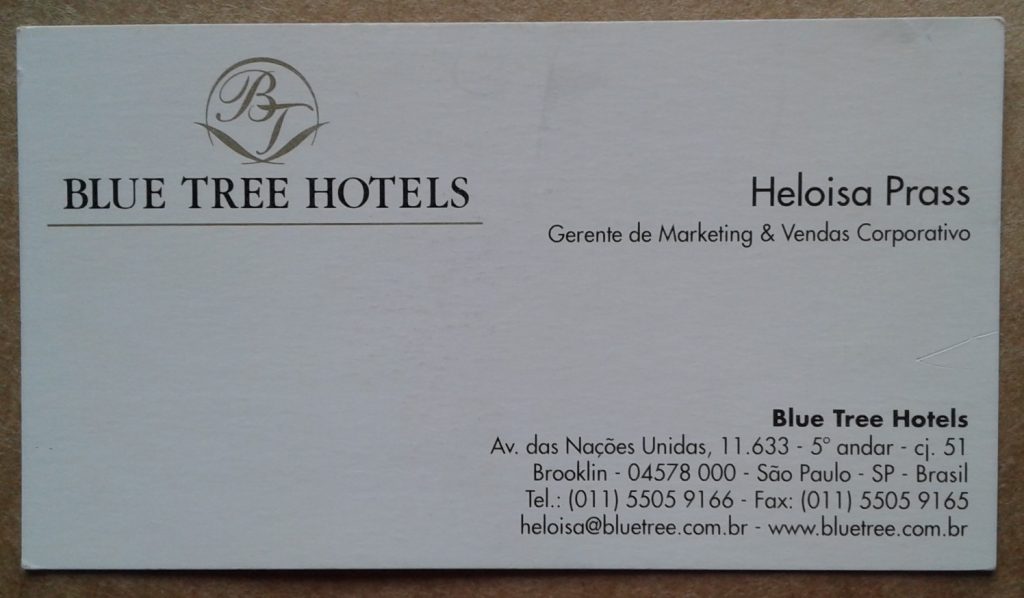 BT
BLUE TREE HOTELS
Heloisa Prass
Gerente de Marketing & Vendas Corporativo
Blue Tree Hotels
Av. das Nações Unidas, 11.633 - 5° andar - cj. 51
Brooklin - 04578 000 - São Paulo - SP - Brasil
Tel.: (011) 5505 9166 - Fax: (011) 5505 9165
heloisa@bluetree.com.br - www.bluetree.com.br